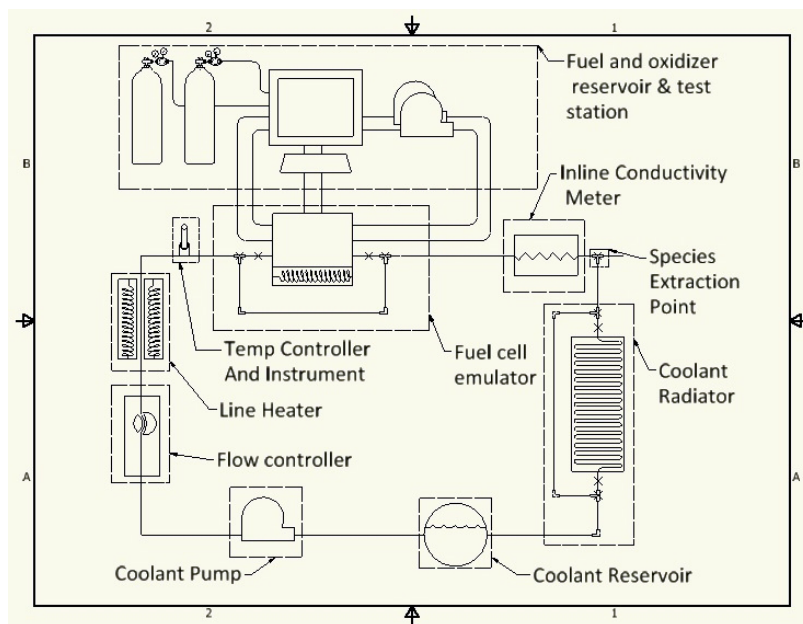 2
1
Fuel and oxidizer
reservoir & test
station
B
B
Inline Conductivity
Meter
Species
Extraction
Point
Temp Controller
And Instrument
Fuel cell
emulator
Coolant
Radiator
Line Heater
Flow controller
A
A
Coolant Pump
Coolant Reservoir
2
1